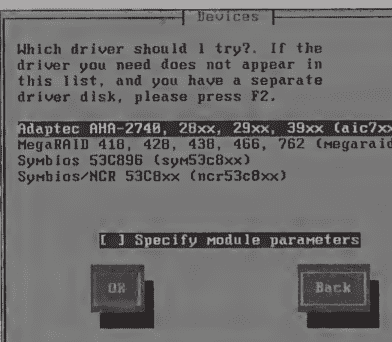 Devices
Which driver should I try?. If the
driver you need does not appear in
this list, and you have a separate
driver disk, please press F2.
Adaptec AHA-2740, 28xx, 29xx, 39xx (aic7xx
MegaRAID 418, 428, 438, 466, 762 (megaraid
Symbios 53C896 (sym53c8xx)
Symbios/NCR 53C8xx (ncr53c8xx)
[ ] Specify module parameters
OK
Back